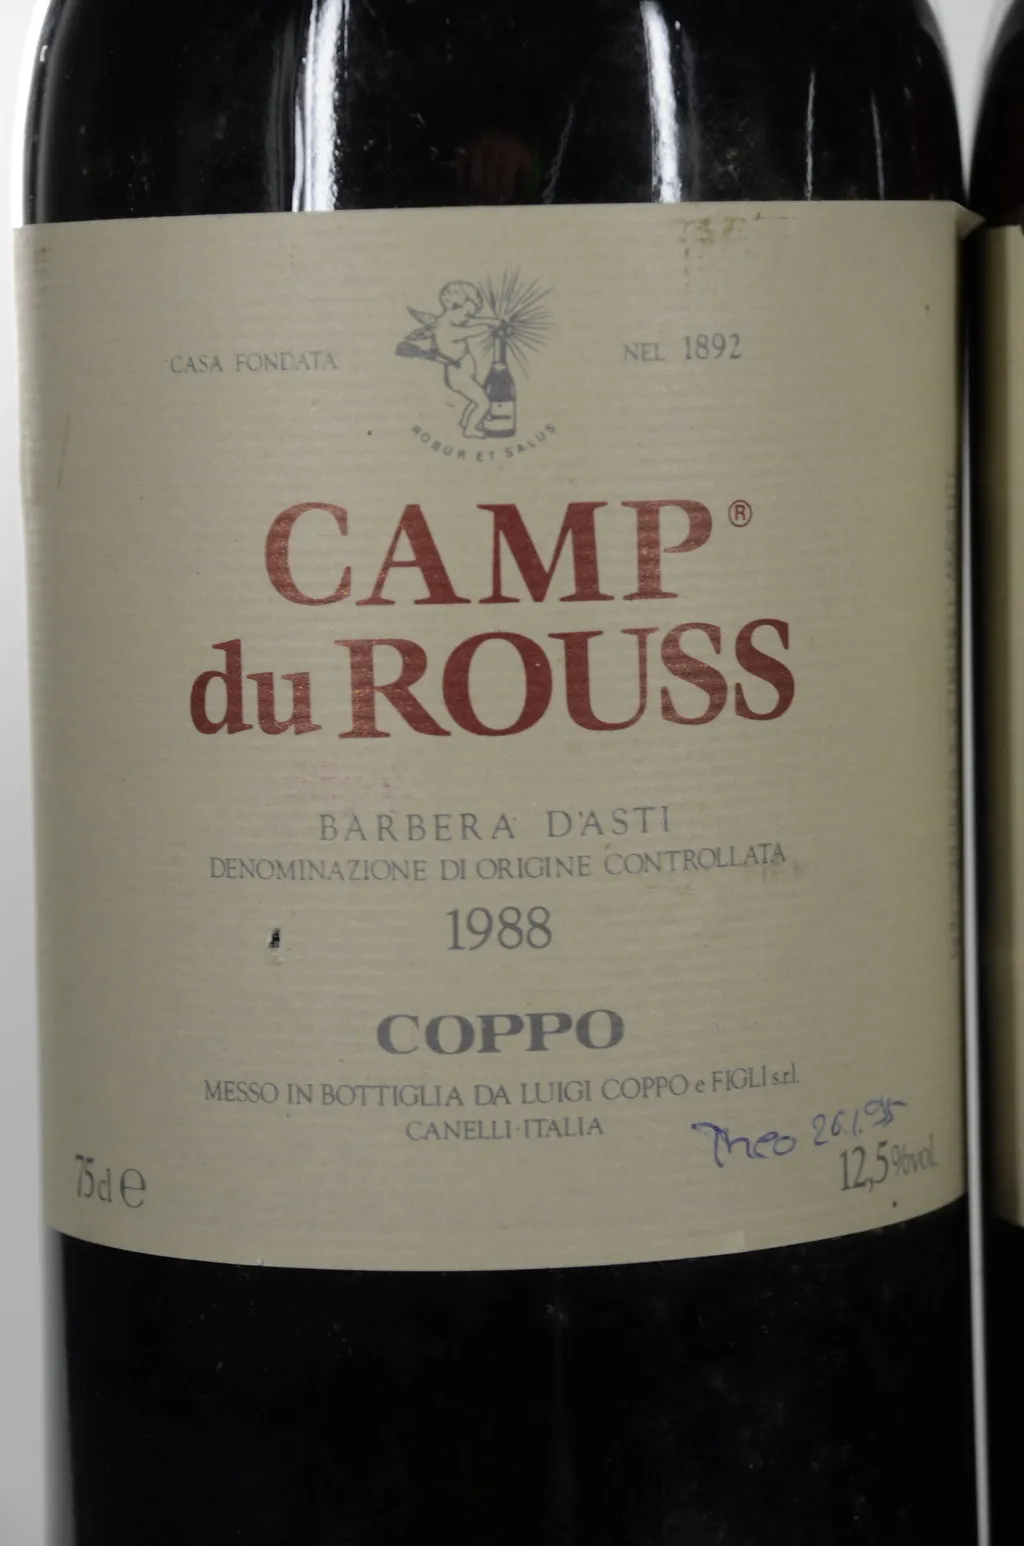 CASA FONDATA NEL 1892
ROBUR ET SALUS
CAMP®
du ROUSS
BARBERA D'ASTI
DENOMINAZIONE DI ORIGINE CONTROLLATA
1988
COPPO
MESSO IN BOTTIGLIA DA LUIGI COPPO e FIGLI s.r.l.
CANELLI·ITALIA
Theo 26.1.95
75cl e
12,5%vol.